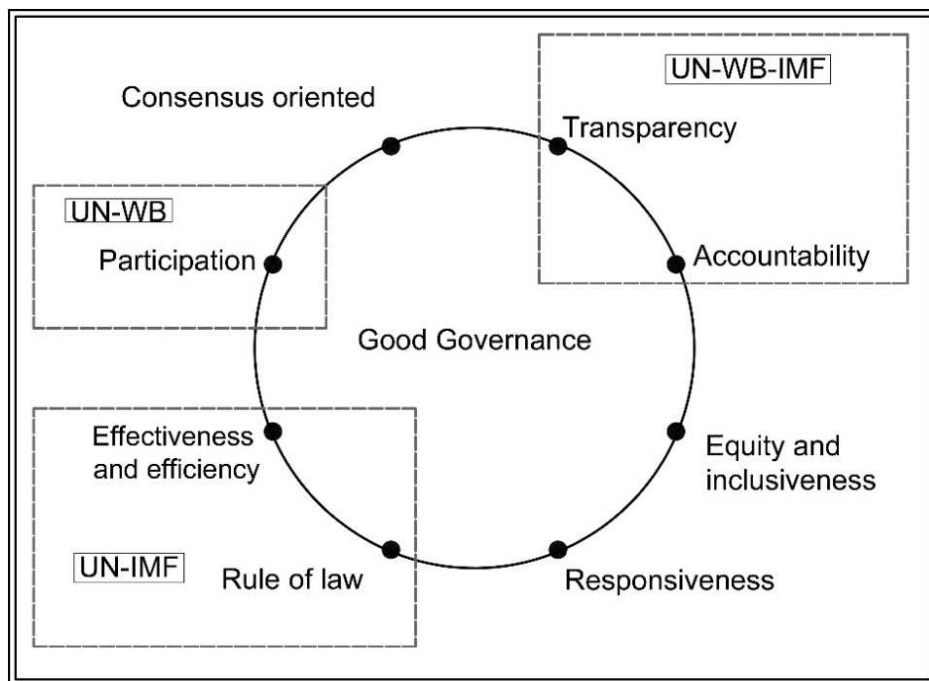 UN-WB-IMF
Consensus oriented
Transparency
UN-WB
Participation
Accountability
Good Governance
Effectiveness
and efficiency
Equity and
inclusiveness
UN-IMF
Rule of law
Responsiveness